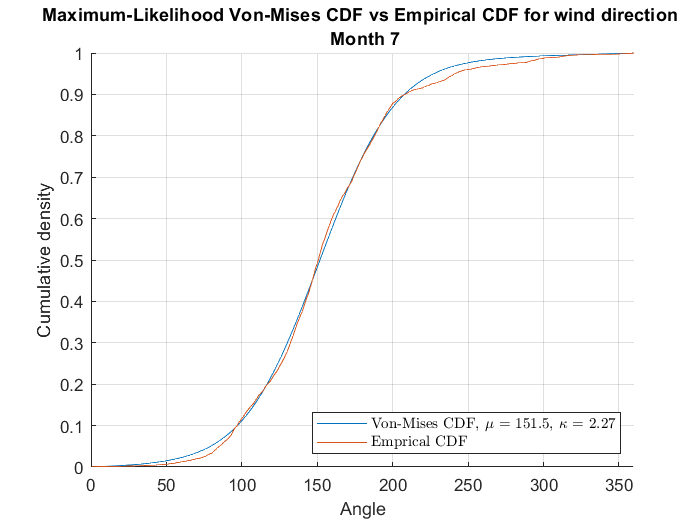 Maximum-Likelihood Von-Mises CDF vs Empirical CDF for wind direction
Month 7
1
0.9
0.8
0.7
0.6
0.5
0.4
0.3
0.2
0.1
0
Cumulative density
Von-Mises CDF, μ = 151.5, κ = 2.27
Emprical CDF
0 50 100 150 200 250 300 350
Angle